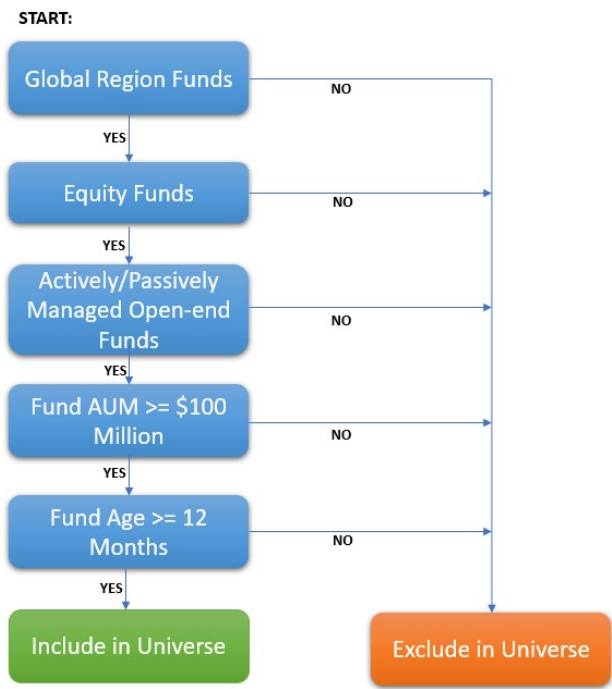 START:
Global Region Funds
NO
YES
Equity Funds
NO
YES
Actively/Passively
Managed Open-end
Funds
NO
YES
Fund AUM >= $100
Million
NO
YES
Fund Age >= 12
Months
NO
YES
Include in Universe
Exclude in Universe